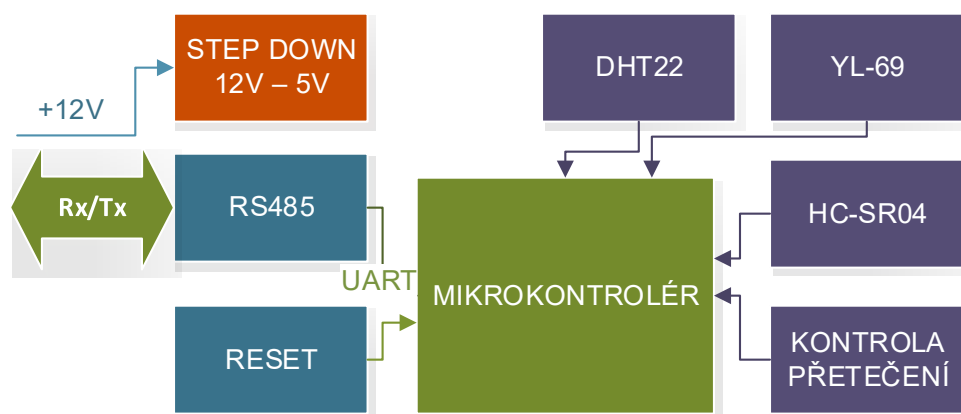 STEP DOWN
12V – 5V
DHT22
YL-69
+12V
Rx/Tx
RS485
HC-SR04
UART
MIKROKONTROLÉR
RESET
KONTROLA
PŘETEČENÍ